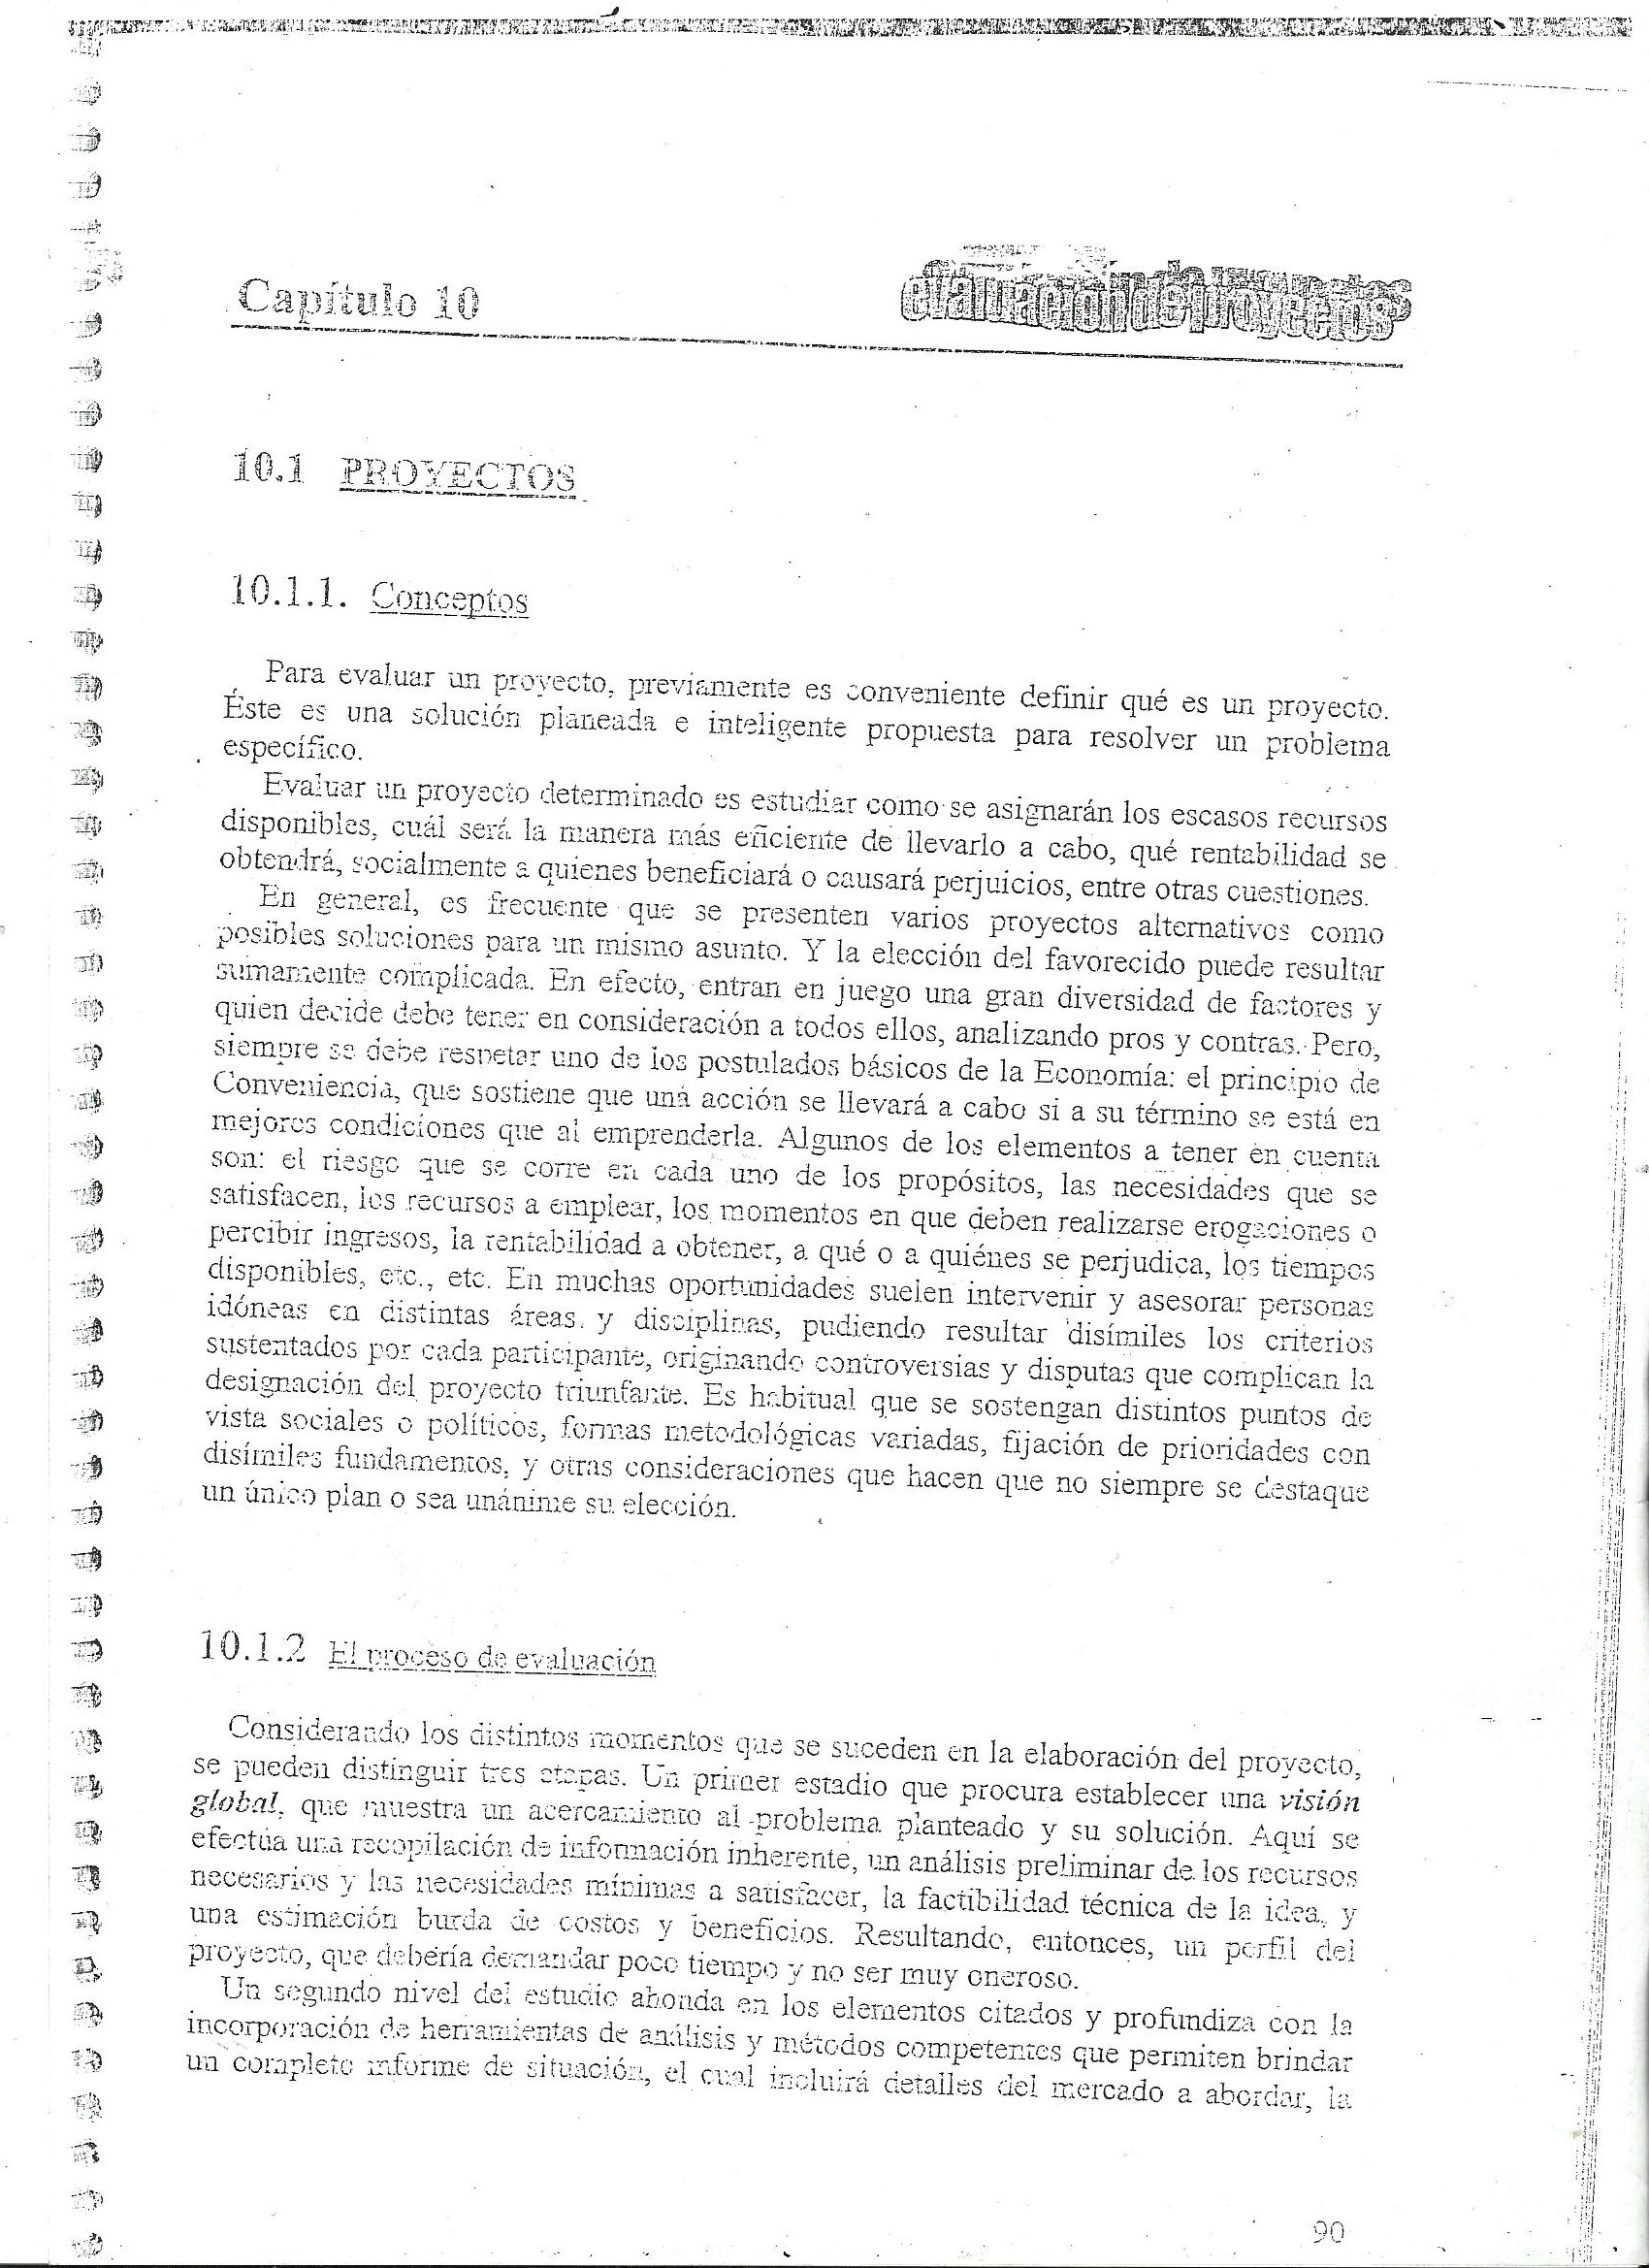 Capítulo 10
evaluación de proyectos
10.1 PROYECTOS
10.1.1. Conceptos
Para evaluar un proyecto, previamente es conveniente definir qué es un proyecto.
Éste es una solución planeada e inteligente propuesta para resolver un problema
específico.
Evaluar un proyecto determinado es estudiar como se asignarán los escasos recursos
disponibles, cuál será la manera más eficiente de llevarlo a cabo, qué rentabilidad se
obtendrá, socialmente a quienes beneficiará o causará perjuicios, entre otras cuestiones.
En general, es frecuente que se presenten varios proyectos alternativos como
posibles soluciones para un mismo asunto. Y la elección del favorecido puede resultar
sumamente complicada. En efecto, entran en juego una gran diversidad de factores y
quien decide debe tener en consideración a todos ellos, analizando pros y contras. Pero,
siempre se debe respetar uno de los postulados básicos de la Economía: el principio de
Conveniencia, que sostiene que una acción se llevará a cabo si a su término se está en
mejores condiciones que al emprenderla. Algunos de los elementos a tener en cuenta
son: el riesgo que se corre en cada uno de los propósitos, las necesidades que se
satisfacen, los recursos a emplear, los momentos en que deben realizarse erogaciones o
percibir ingresos, la rentabilidad a obtener, a qué o a quiénes se perjudica, los tiempos
disponibles, etc., etc. En muchas oportunidades suelen intervenir y asesorar personas
idóneas en distintas áreas y disciplinas, pudiendo resultar disímiles los criterios
sustentados por cada participante, originando controversias y disputas que complican la
designación del proyecto triunfante. Es habitual que se sostengan distintos puntos de
vista sociales o políticos, formas metodológicas variadas, fijación de prioridades con
disímiles fundamentos, y otras consideraciones que hacen que no siempre se destaque
un único plan o sea unánime su elección.
10.1.2 El proceso de evaluación
Considerando los distintos momentos que se suceden en la elaboración del proyecto,
se pueden distinguir tres etapas. Un primer estadio que procura establecer una visión
global, que muestra un acercamiento al problema planteado y su solución. Aquí se
efectúa una recopilación de información inherente, un análisis preliminar de los recursos
necesarios y las necesidades mínimas a satisfacer, la factibilidad técnica de la idea, y
una estimación burda de costos y beneficios. Resultando, entonces, un perfil del
proyecto, que debería demandar poco tiempo y no ser muy oneroso.
Un segundo nivel del estudio ahonda en los elementos citados y profundiza con la
incorporación de herramientas de análisis y métodos competentes que permiten brindar
un completo informe de situación, el cual incluirá detalles del mercado a abordar, la
90